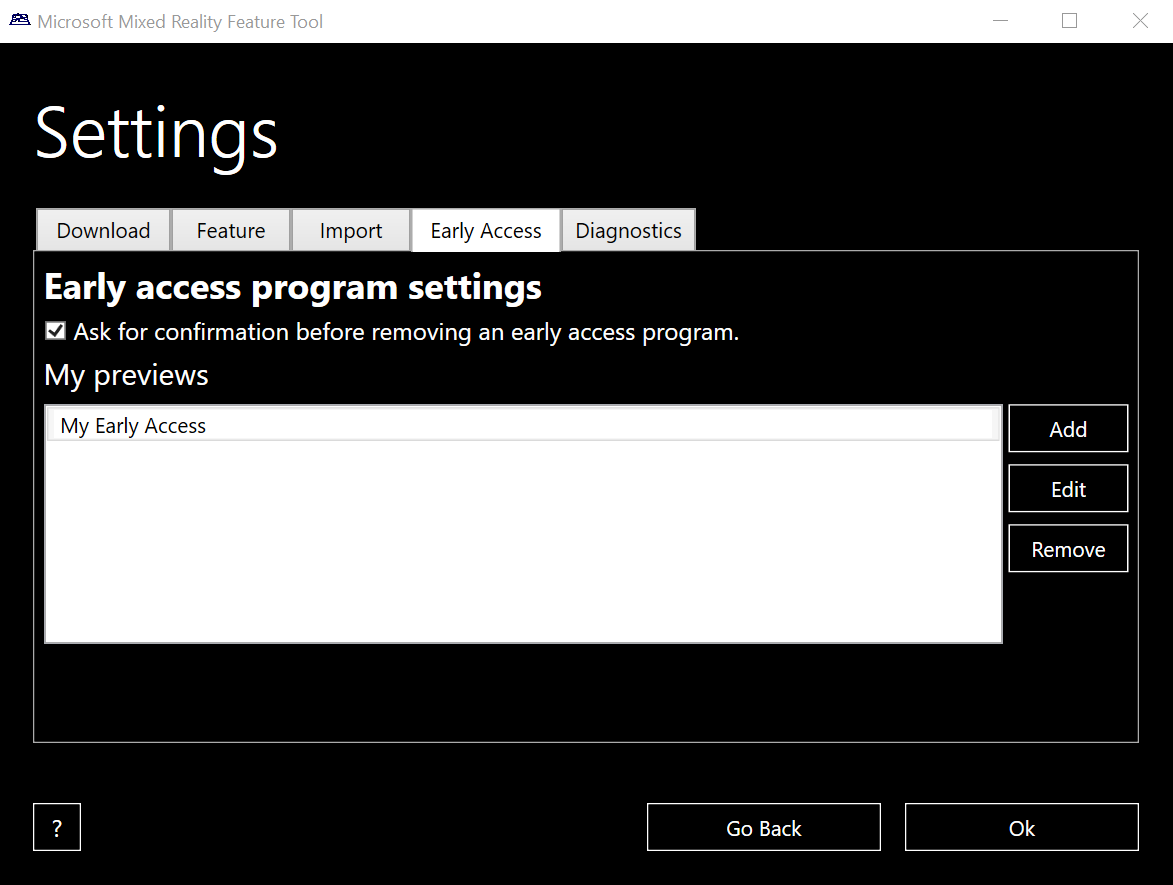 Microsoft Mixed Reality Feature Tool
Settings
Download Feature Import Early Access Diagnostics
Early access program settings
Ask for confirmation before removing an early access program.
My previews
My Early Access
Add
Edit
Remove
? Go Back Ok